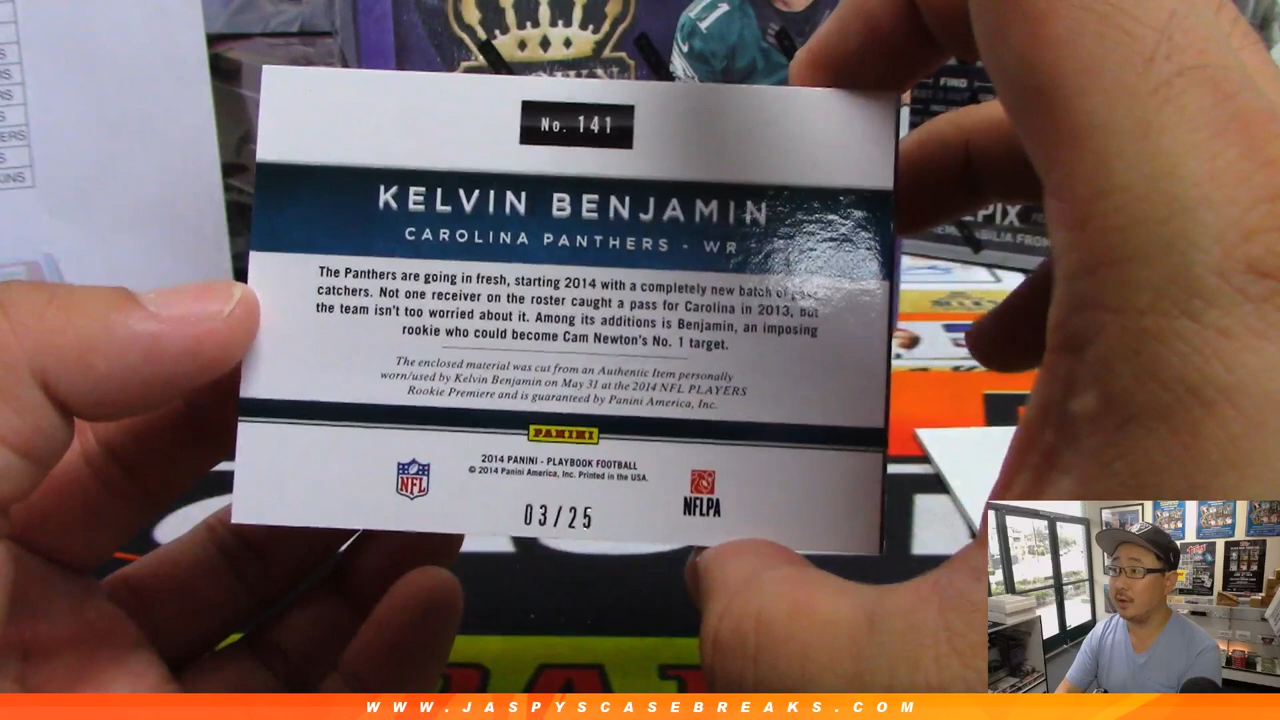 11
No. 141
KELVIN BENJAMIN
CAROLINA PANTHERS - WR
The Panthers are going in fresh, starting 2014 with a completely new batch of
catchers. Not one receiver on the roster caught a pass for Carolina in 2013, but
the team isn't too worried about it. Among its additions is Benjamin, an imposing
rookie who could become Cam Newton's No. 1 target.
The enclosed material was cut from an Authentic Item personally
worn/used by Kelvin Benjamin on May 31 at the 2014 NFL PLAYERS
Rookie Premiere and is guaranteed by Panini America, Inc.
PANINI
2014 PANINI - PLAYBOOK FOOTBALL
© 2014 Panini America, Inc. Printed in the USA.
NFL
NFLPA
03/25
FIND
WWW.JASPYSCASEBREAKS.COM